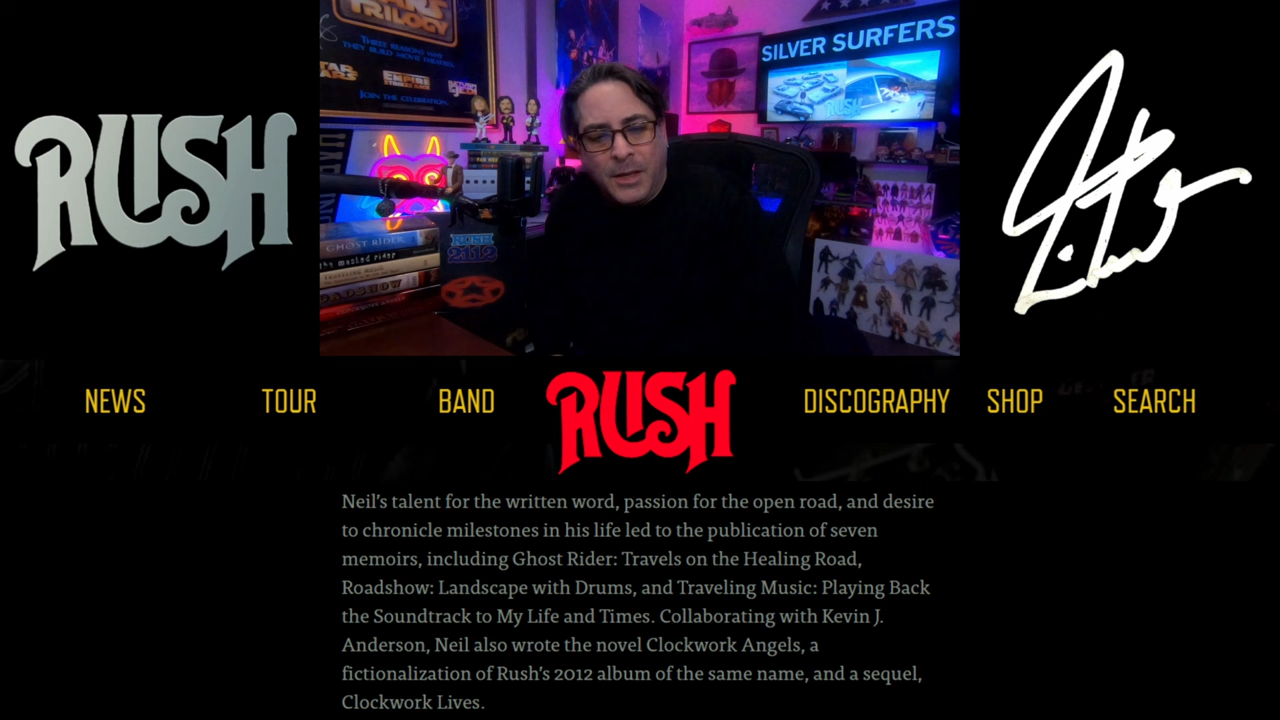 TRILOGY
THREE REASONS WHY
THEY BUILD MOVIE THEATERS.
STAR WARS
EMPIRE
RETURN
JEDI
JOIN THE CELEBRATION.
SILVER SURFERS
RUSH
RUSH
GHOST RIDER
the masked rider
traveling music
ROADSHOW
RUSH
2112
NEWS
TOUR
BAND
RUSH
DISCOGRAPHY
SHOP
SEARCH
Neil's talent for the written word, passion for the open road, and desire
to chronicle milestones in his life led to the publication of seven
memoirs, including Ghost Rider: Travels on the Healing Road,
Roadshow: Landscape with Drums, and Traveling Music: Playing Back
the Soundtrack to My Life and Times. Collaborating with Kevin J.
Anderson, Neil also wrote the novel Clockwork Angels, a
fictionalization of Rush's 2012 album of the same name, and a sequel,
Clockwork Lives.